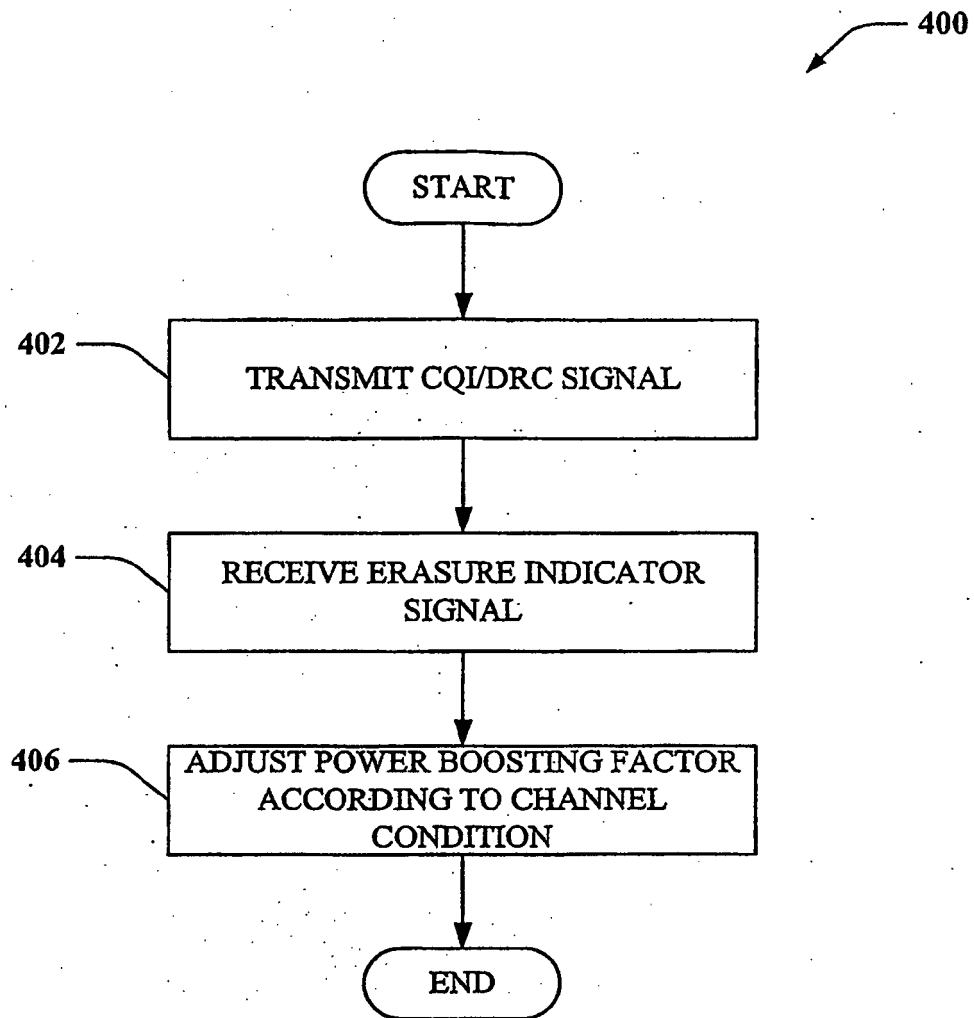 400
START
402
TRANSMIT CQI/DRC SIGNAL
404
RECEIVE ERASURE INDICATOR
SIGNAL
406
ADJUST POWER BOOSTING FACTOR
ACCORDING TO CHANNEL
CONDITION
END